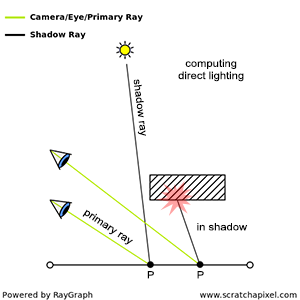 Camera/Eye/Primary Ray
Shadow Ray
computing
direct lighting
shadow ray
primary ray
in shadow
P
P
Powered by RayGraph
www.scratchapixel.com